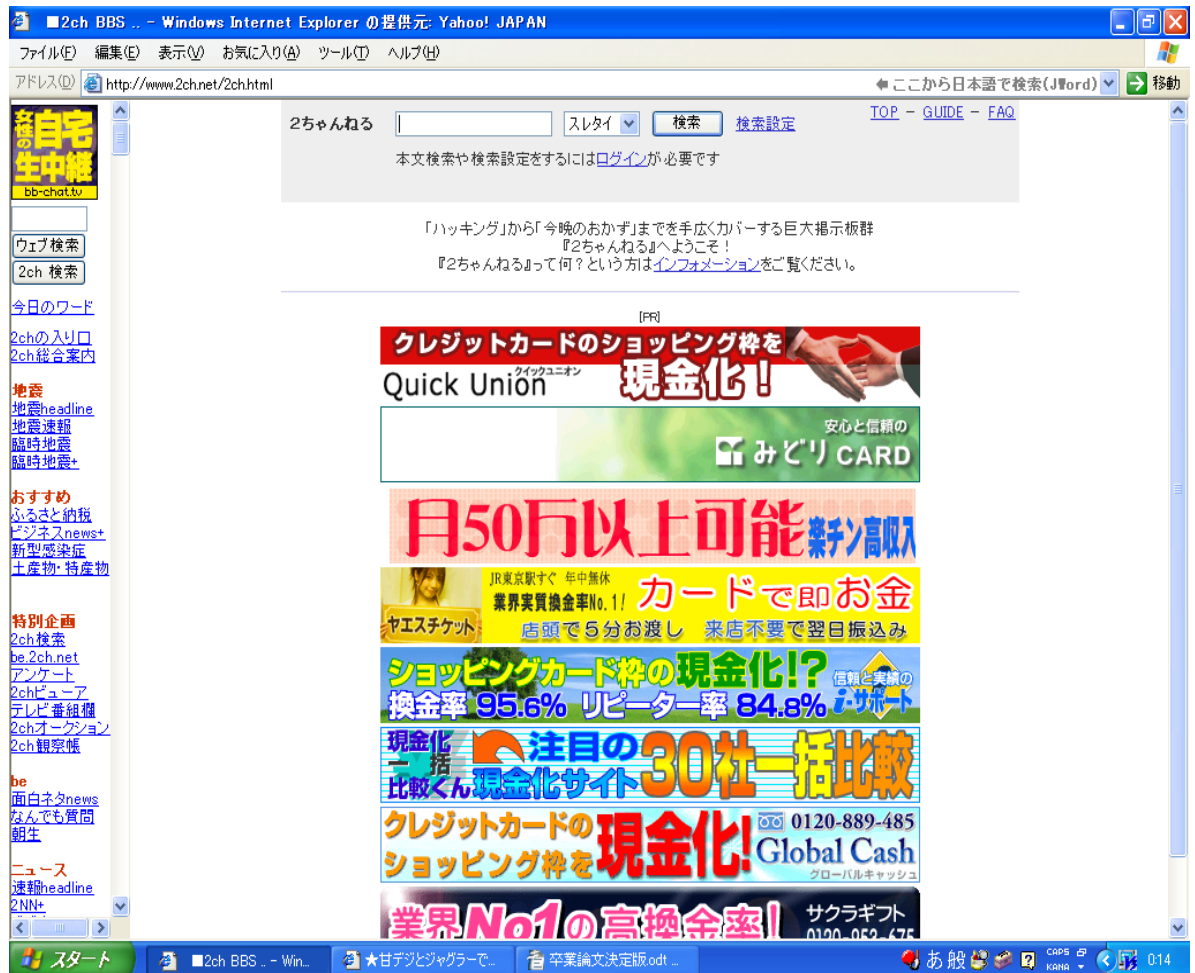 ■2ch BBS .. - Windows Internet Explorer の提供元: Yahoo! JAPAN
ファイル(F) 編集(E) 表示(V) お気に入り(A) ツール(T) ヘルプ(H)
アドレス(D) http://www.2ch.net/2ch.html ここから日本語で検索(JWord) 移動
女性の自宅生中継
bb-chat.tv
ウェブ検索
2ch 検索
今日のワード
2chの入り口
2ch総合案内
地震
地震headline
地震速報
臨時地震
臨時地震+
おすすめ
ふるさと納税
ビジネスnews+
新型感染症
土産物・特産物
特別企画
2ch検索
be.2ch.net
アンケート
2chビューア
テレビ番組欄
2chオークション
2ch観察帳
be
面白ネタnews
なんでも質問
朝生
ニュース
速報headline
2NN+
2ちゃんねる スレタイ 検索 検索設定
TOP - GUIDE - FAQ
本文検索や検索設定をするにはログインが必要です
「ハッキング」から「今晩のおかず」までを手広くカバーする巨大掲示板群
『2ちゃんねる』へようこそ！
『2ちゃんねる』って何？という方はインフォメーションをご覧ください。
[PR]
クレジットカードのショッピング枠を
Quick Union クイックユニオン 現金化！
安心と信頼の
みどり CARD
月50万以上可能 楽チン高収入
JR東京駅すぐ 年中無休
業界実質換金率No.1! カードで即お金
ヤエスチケット 店頭で5分お渡し 来店不要で翌日振込み
ショッピングカード枠の現金化!? 信頼と実績の
換金率 95.6% リピーター率 84.8% i-サポート
現金化一括比較くん 注目の現金化サイト 30社一括比較
クレジットカードの
ショッピング枠を現金化!
0120-889-485
Global Cash
グローバルキャッシュ
業界No1の高換金率! サクラギフト
0120-953-675
スタート ■2ch BBS .. - Win... ★甘デジとジャグラーで... 卒業論文決定版.odt ... あ 般 CAPS KANA 0:14